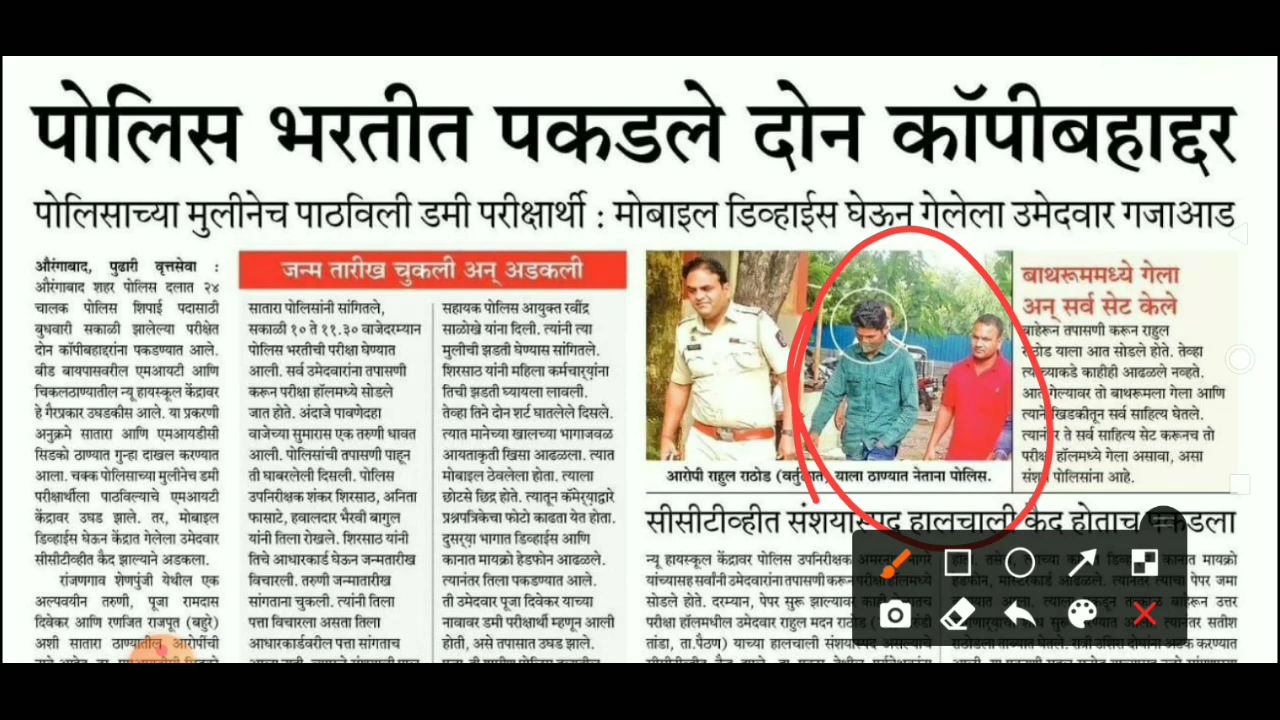 पोलिस भरतीत पकडले दोन कॉपीबहाद्दर
पोलिसाच्या मुलीनेच पाठविली डमी परीक्षार्थी : मोबाइल डिव्हाईस घेऊन गेलेला उमेदवार गजाआड
औरंगाबाद, पुढारी वृत्तसेवा :
औरंगाबाद शहर पोलिस दलात २४
चालक पोलिस शिपाई पदासाठी
बुधवारी सकाळी झालेल्या परीक्षेत
दोन कॉपीबहाद्दरांना पकडण्यात आले.
बीड बायपासवरील एमआयटी आणि
चिकलठाण्यातील न्यू हायस्कूल केंद्रावर
हे गैरप्रकार उघडकीस आले. या प्रकरणी
अनुक्रमे सातारा आणि एमआयडीसी
सिडको ठाण्यात गुन्हा दाखल करण्यात
आला. चक्क पोलिसाच्या मुलीनेच डमी
परीक्षार्थीला पाठविल्याचे एमआयटी
केंद्रावर उघड झाले. तर, मोबाइल
डिव्हाईस घेऊन केंद्रात गेलेला उमेदवार
सीसीटीव्हीत कैद झाल्याने अडकला.
रांजणगाव शेणपुंजी येथील एक
अल्पवयीन तरुणी, पूजा रामदास
दिवेकर आणि रणजित राजपूत (बहुरे)
अशी सातारा ठाण्यातील आरोपींची
जन्म तारीख चुकली अन् अडकली
सातारा पोलिसांनी सांगितले,
सकाळी १० ते ११.३० वाजेदरम्यान
पोलिस भरतीची परीक्षा घेण्यात
आली. सर्व उमेदवारांना तपासणी
करून परीक्षा हॉलमध्ये सोडले
जात होते. अंदाजे पावणेदहा
वाजेच्या सुमारास एक तरुणी धावत
आली. पोलिसांची तपासणी पाहून
ती घाबरलेली दिसली. पोलिस
उपनिरीक्षक शंकर शिरसाठ, अनिता
फासाटे, हवालदार भैरवी बागुल
यांनी तिला रोखले. शिरसाठ यांनी
तिचे आधारकार्ड घेऊन जन्मतारीख
विचारली. तरुणी जन्मातारीख
सांगताना चुकली. त्यांनी तिला
पत्ता विचारला असता तिला
आधारकार्डवरील पत्ता सांगताच
सहायक पोलिस आयुक्त रवींद्र
साळोखे यांना दिली. त्यांनी त्या
मुलीची झडती घेण्यास सांगितले.
शिरसाठ यांनी महिला कर्मचाऱ्यांना
तिची झडती घ्यायला लावली.
तेव्हा तिने दोन शर्ट घातलेले दिसले.
त्यात मानेच्या खालच्या भागाजवळ
आयताकृती खिसा आढळला. त्यात
मोबाइल ठेवलेला होता. त्याला
छोटसे छिद्र होते. त्यातून कॅमेऱ्याद्वारे
प्रश्नपत्रिकेचा फोटो काढता येत होता.
दुसऱ्या भागात डिव्हाईस आणि
कानात मायक्रो हेडफोन आढळले.
त्यानंतर तिला पकडण्यात आले.
ती उमेदवार पूजा दिवेकर याच्या
नावावर डमी परीक्षार्थी म्हणून आली
होती, असे तपासात उघड झाले.
आरोपी राहुल राठोड (वर्तुळात) याला ठाण्यात नेताना पोलिस.
बाथरूममध्ये गेला
अन् सर्व सेट केले
बाहेरून तपासणी करून राहुल
राठोड याला आत सोडले होते. तेव्हा
त्याच्याकडे काहीही आढळले नव्हते.
आत गेल्यावर तो बाथरूमला गेला आणि
त्याने खिडकीतून सर्व साहित्य घेतले.
त्यानंतर ते सर्व साहित्य सेट करूनच तो
परीक्षा हॉलमध्ये गेला असावा, असा
संशय पोलिसांना आहे.
सीसीटीव्हीत संशयास्पद हालचाली कैद होताच पकडला
न्यू हायस्कूल केंद्रावर पोलिस उपनिरीक्षक
यांच्यासह सर्वांनी उमेदवारांना तपासणी करून परीक्षा हॉलमध्ये
सोडले होते. दरम्यान, पेपर सुरू झाल्यावर
परीक्षा हॉलमधील उमेदवार राहुल मदन राठोड
तांडा, ता.पैठण) याच्या हालचाली संशयास्पद
कानात मायक्रो
पेपर जमा
बाहेरून उत्तर
सतीश